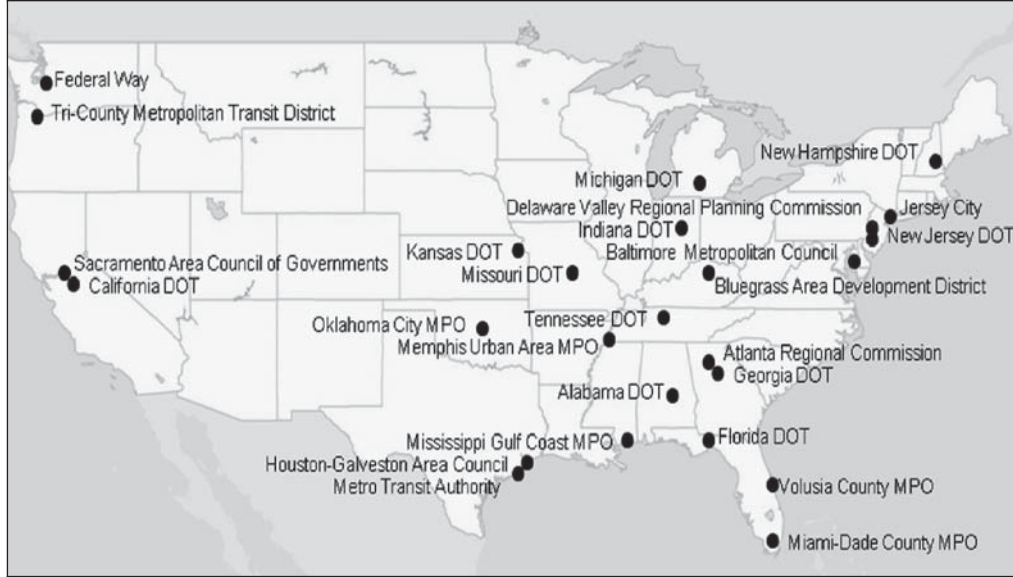 Federal Way
Tri-County Metropolitan Transit District
New Hampshire DOT
Michigan DOT
Delaware Valley Regional Planning Commission
Jersey City
Indiana DOT
New Jersey DOT
Kansas DOT
Baltimore Metropolitan Council
Sacramento Area Council of Governments
Missouri DOT
California DOT
Bluegrass Area Development District
Oklahoma City MPO
Tennessee DOT
Memphis Urban Area MPO
Atlanta Regional Commission
Georgia DOT
Alabama DOT
Mississippi Gulf Coast MPO
Florida DOT
Houston-Galveston Area Council
Metro Transit Authority
Volusia County MPO
Miami-Dade County MPO